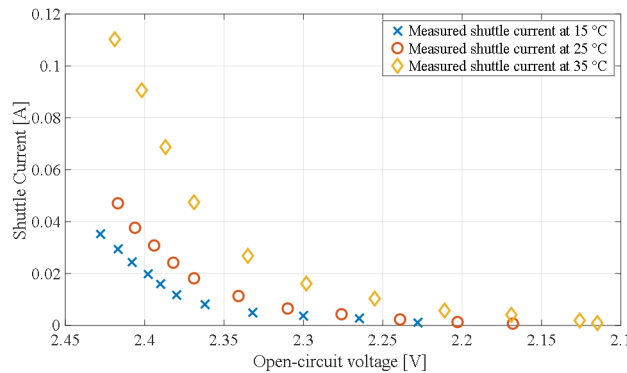 0.12
0.1
0.08
0.06
0.04
0.02
0
Shuttle Current [A]
Measured shuttle current at 15 °C
Measured shuttle current at 25 °C
Measured shuttle current at 35 °C
2.45 2.4 2.35 2.3 2.25 2.2 2.15 2.1
Open-circuit voltage [V]